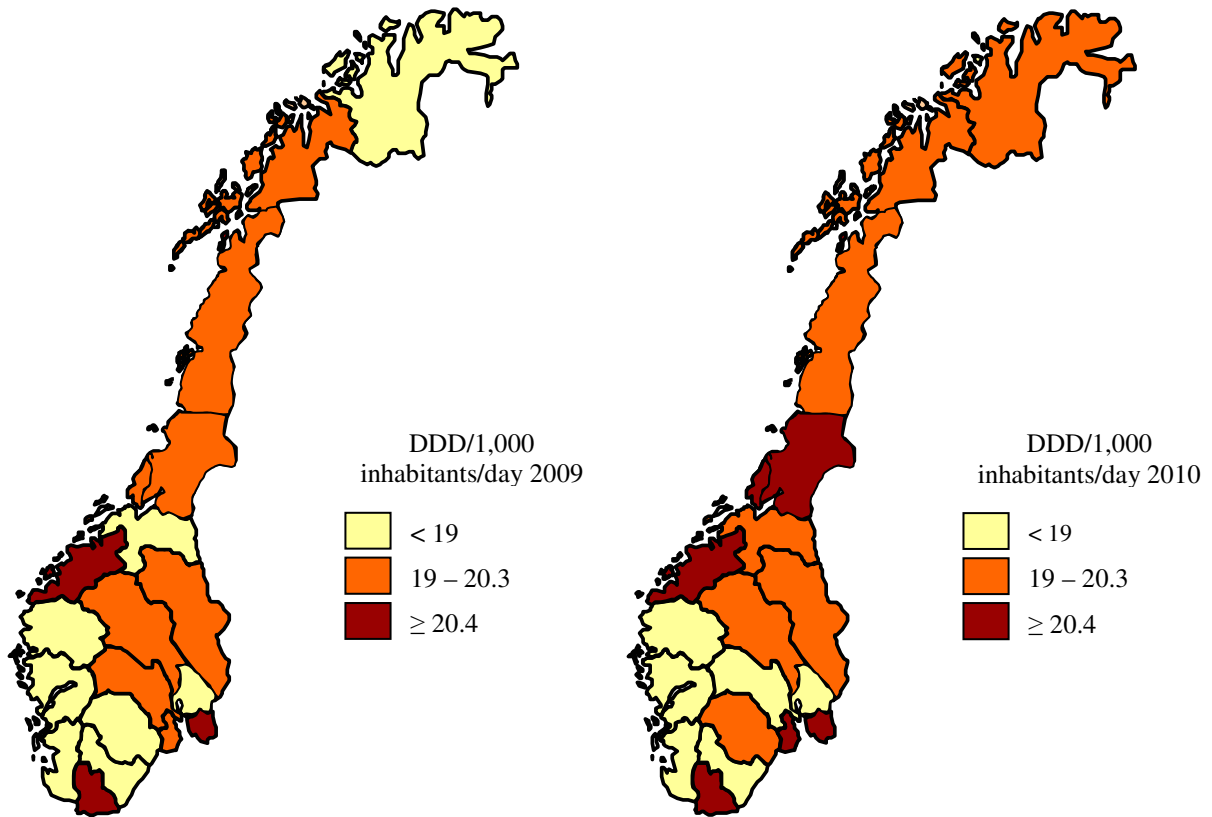 DDD/1,000
inhabitants/day 2009
< 19
19 – 20.3
≥ 20.4
DDD/1,000
inhabitants/day 2010
< 19
19 – 20.3
≥ 20.4